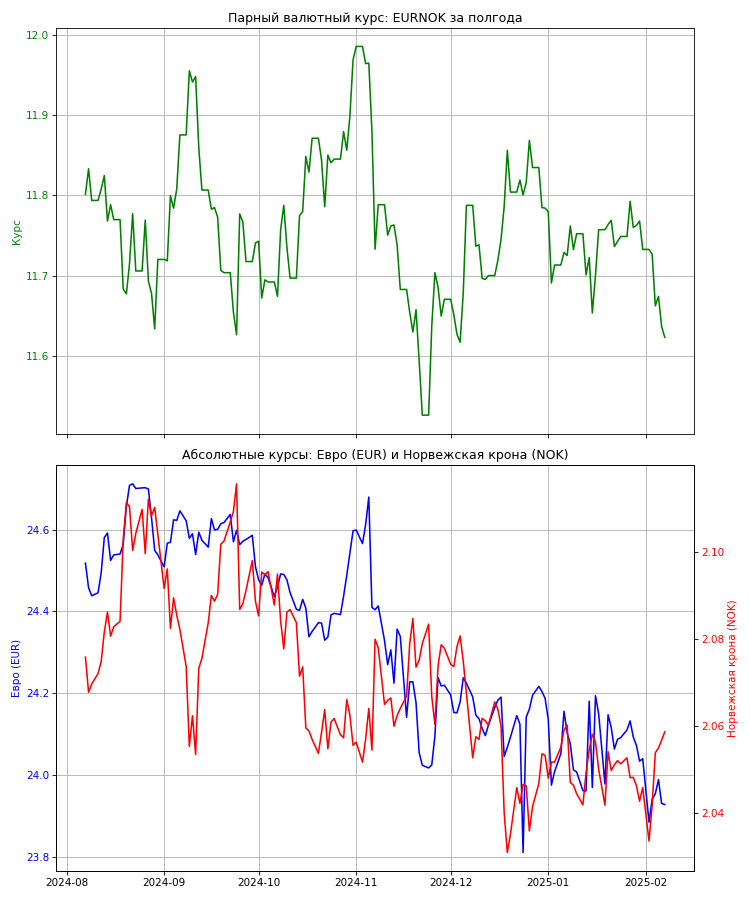 Парный валютный курс: EURNOK за полгода
12.0
11.9
11.8
11.7
11.6
Курс
Абсолютные курсы: Евро (EUR) и Норвежская крона (NOK)
24.6
24.4
24.2
24.0
23.8
Евро (EUR)
2.10
2.08
2.06
2.04
Норвежская крона (NOK)
2024-08 2024-09 2024-10 2024-11 2024-12 2025-01 2025-02